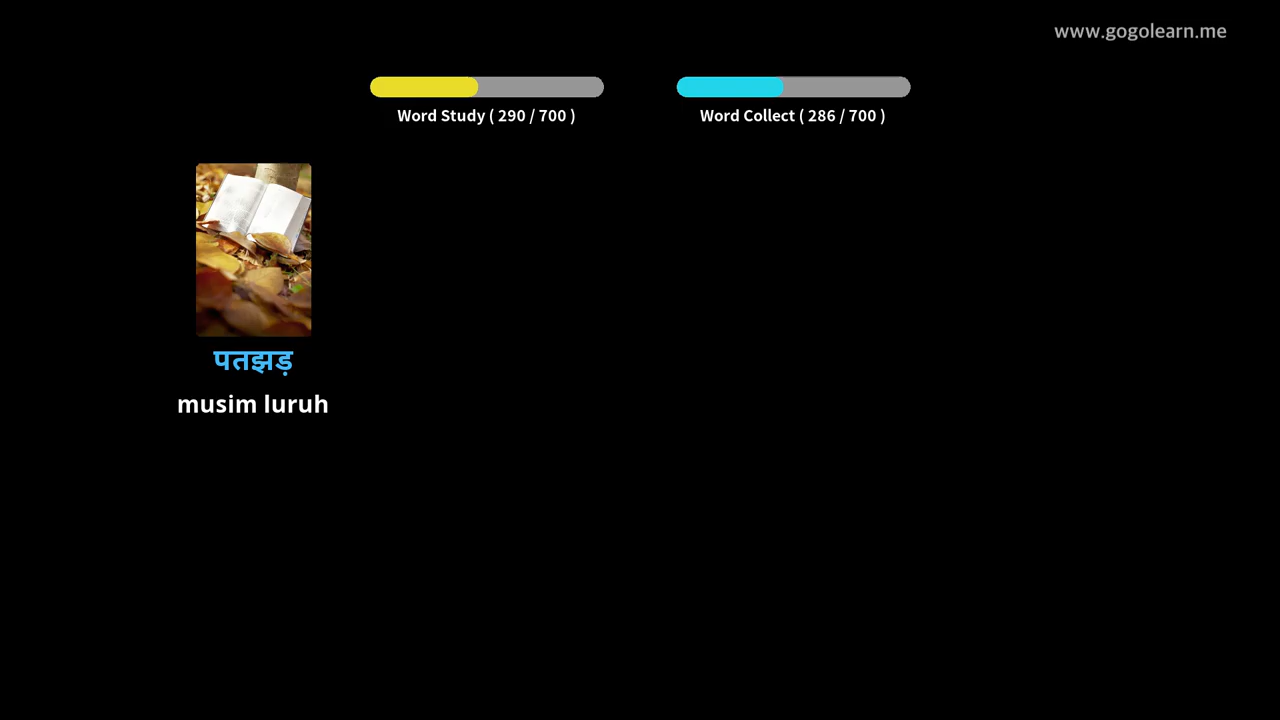 www.gogolearn.me
Word Study ( 290 / 700 )
Word Collect ( 286 / 700 )
पतझड़
musim luruh